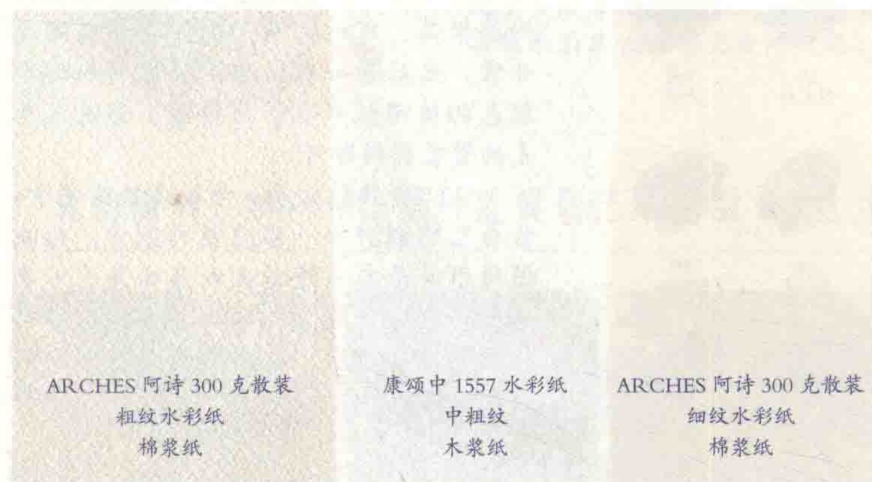 ARCHES 阿诗 300 克散装
粗纹水彩纸
棉浆纸
康颂中 1557 水彩纸
中粗纹
木浆纸
ARCHES 阿诗 300 克散装
细纹水彩纸
棉浆纸